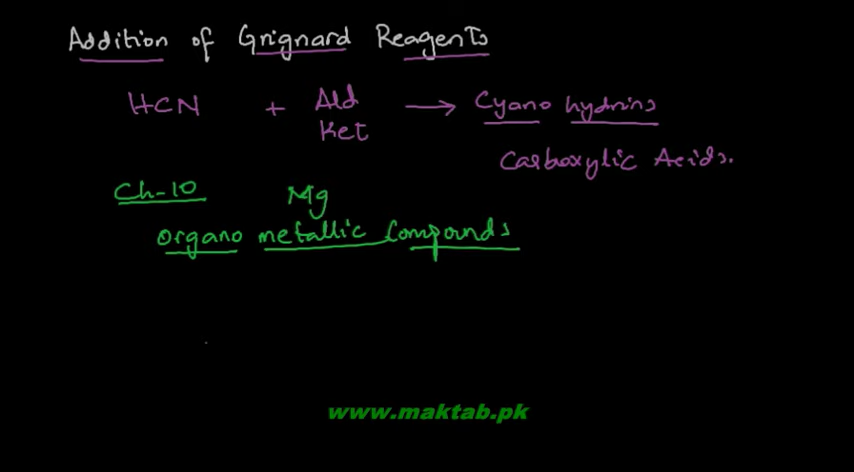 Addition of Grignard Reagents
HCN + Ald → Cyano hydrins
Ket
Carboxylic Acids.
Ch-10 Mg
organo metallic Compounds
www.maktab.pk